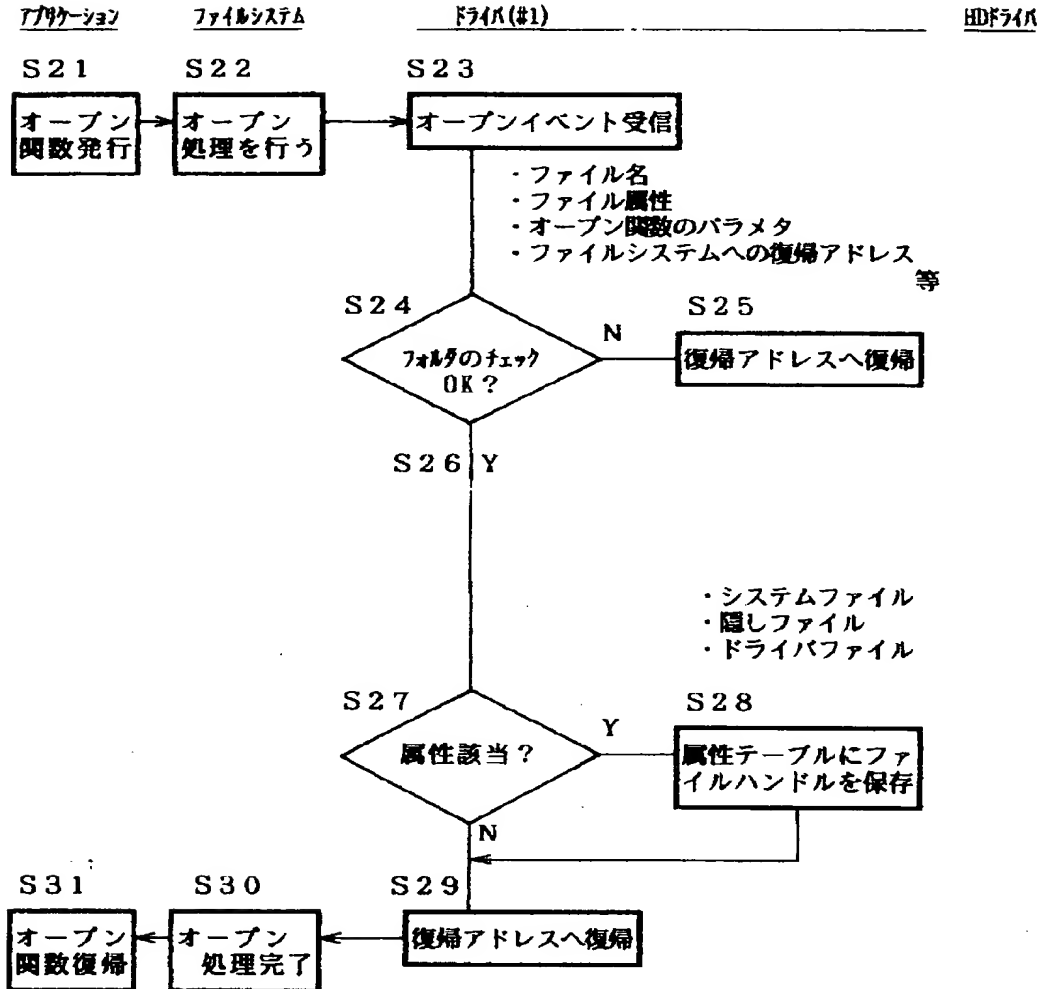 アプリケーション
ファイルシステム
ドライバ(#1)
HDドライバ
S21
S22
S23
オープン
関数発行
オープン
処理を行う
オープンイベント受信
・ファイル名
・ファイル属性
・オープン関数のパラメタ
・ファイルシステムへの復帰アドレス
等
S24
S25
フォルダのチェック
OK?
N
復帰アドレスへ復帰
S26
Y
・システムファイル
・隠しファイル
・ドライバファイル
S27
S28
属性該当?
Y
属性テーブルにファ
イルハンドルを保存
N
S31
S30
S29
オープン
関数復帰
オープン
処理完了
復帰アドレスへ復帰